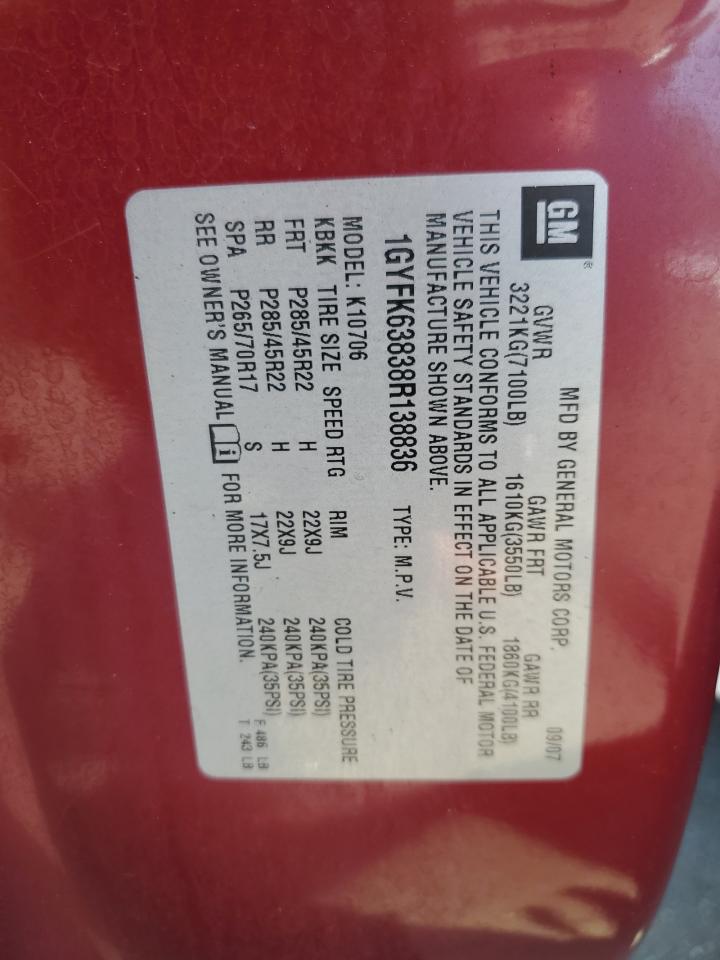 GM®
MFD BY GENERAL MOTORS CORP. 09/07
GVWR GAWR FRT GAWR RR
3221KG(7100LB) 1610KG(3550LB) 1860KG(4100LB)
THIS VEHICLE CONFORMS TO ALL APPLICABLE U.S. FEDERAL MOTOR
VEHICLE SAFETY STANDARDS IN EFFECT ON THE DATE OF
MANUFACTURE SHOWN ABOVE.
1GYFK63838R138836 TYPE: M.P.V.
MODEL: K10706
KBKK TIRE SIZE SPEED RTG RIM COLD TIRE PRESSURE
FRT P285/45R22 H 22X9J 240KPA(35PSI)
RR P285/45R22 H 22X9J 240KPA(35PSI)
SPA P265/70R17 S 17X7.5J 240KPA(35PSI)
SEE OWNER'S MANUAL i FOR MORE INFORMATION.
F 486 LB
T 243 LB